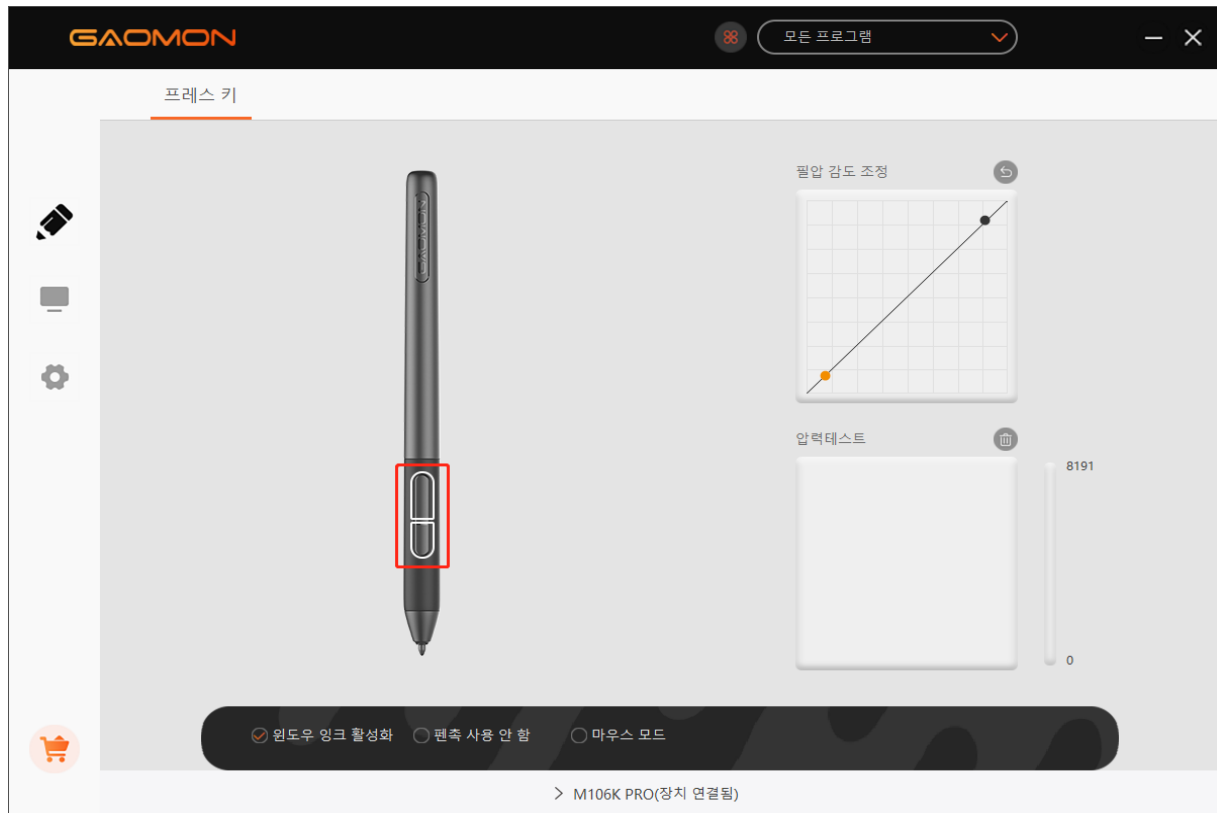 GAOMON
모든 프로그램
프레스 키
GAOMON
필압 감도 조정
압력테스트
8191
0
윈도우 잉크 활성화 펜촉 사용 안 함 마우스 모드
M106K PRO(장치 연결됨)